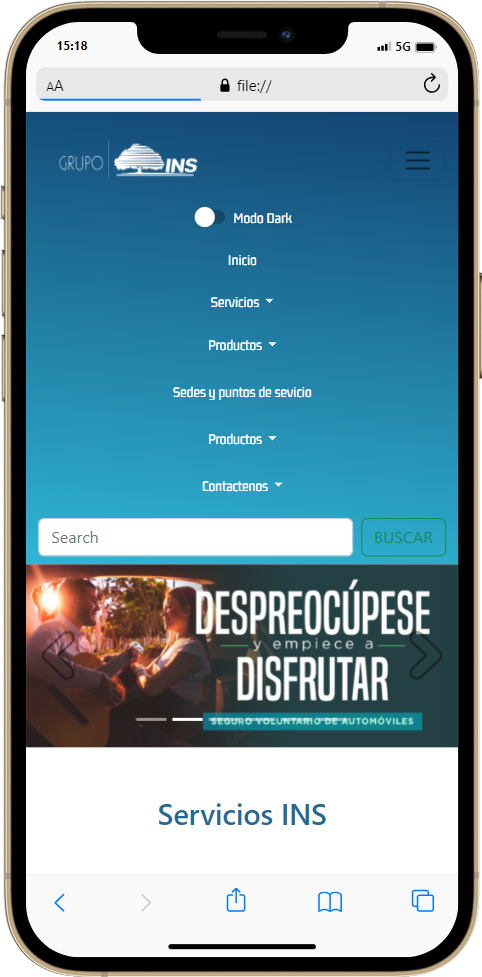 15:18
5G
AA
file://
GRUPO INS
Modo Dark
Inicio
Servicios
Productos
Sedes y puntos de sevicio
Productos
Contactenos
Search
BUSCAR
DESPREOCÚPESE
y empiece a
DISFRUTAR
SEGURO VOLUNTARIO DE AUTOMÓVILES
Servicios INS